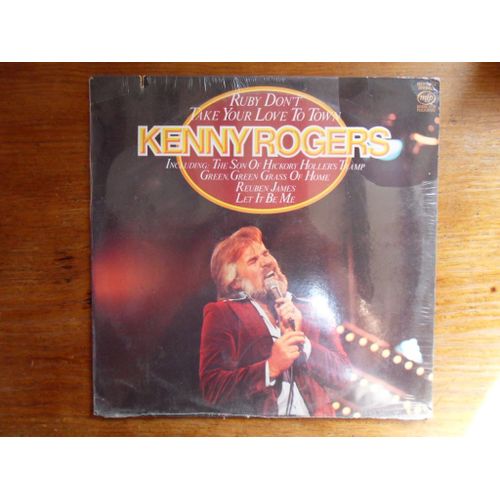 Ruby Don't
Take Your Love To Town
KENNY ROGERS
Including: The Son Of Hickory Holler's Tramp
Green, Green Grass Of Home
Reuben James
Let It Be Me
mfp